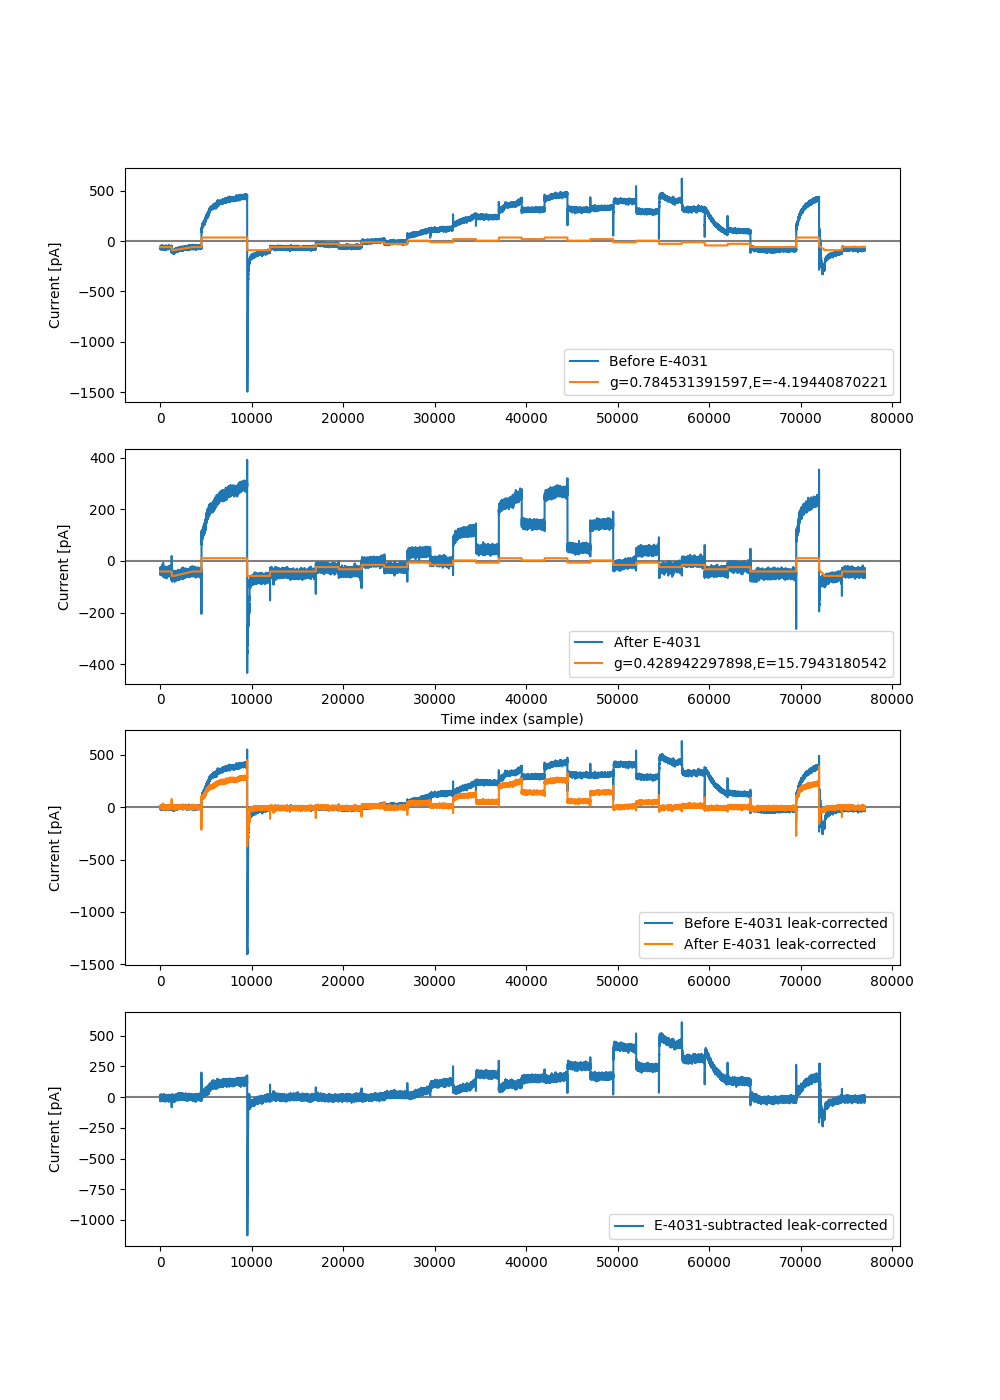 500
0
−500
−1000
−1500
Current [pA]
Before E-4031
g=0.784531391597,E=-4.19440870221
0 10000 20000 30000 40000 50000 60000 70000 80000
400
200
0
−200
−400
Current [pA]
After E-4031
g=0.428942297898,E=15.7943180542
0 10000 20000 30000 40000 50000 60000 70000 80000
Time index (sample)
500
0
−500
−1000
−1500
Current [pA]
Before E-4031 leak-corrected
After E-4031 leak-corrected
0 10000 20000 30000 40000 50000 60000 70000 80000
500
250
0
−250
−500
−750
−1000
Current [pA]
E-4031-subtracted leak-corrected
0 10000 20000 30000 40000 50000 60000 70000 80000